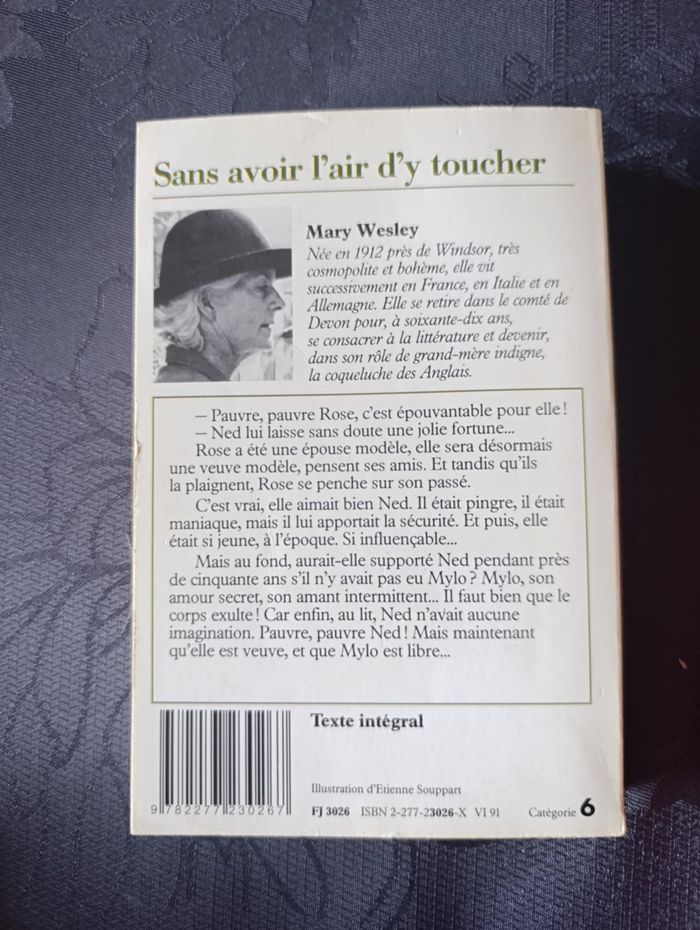 Sans avoir l'air d'y toucher
Mary Wesley
Née en 1912 près de Windsor, très
cosmopolite et bohème, elle vit
successivement en France, en Italie et en
Allemagne. Elle se retire dans le comté de
Devon pour, à soixante-dix ans,
se consacrer à la littérature et devenir,
dans son rôle de grand-mère indigne,
la coqueluche des Anglais.
– Pauvre, pauvre Rose, c'est épouvantable pour elle !
– Ned lui laisse sans doute une jolie fortune...
Rose a été une épouse modèle, elle sera désormais
une veuve modèle, pensent ses amis. Et tandis qu'ils
la plaignent, Rose se penche sur son passé.
C'est vrai, elle aimait bien Ned. Il était pingre, il était
maniaque, mais il lui apportait la sécurité. Et puis, elle
était si jeune, à l'époque. Si influençable...
Mais au fond, aurait-elle supporté Ned pendant près
de cinquante ans s'il n'y avait pas eu Mylo ? Mylo, son
amour secret, son amant intermittent... Il faut bien que le
corps exulte ! Car enfin, au lit, Ned n'avait aucune
imagination. Pauvre, pauvre Ned ! Mais maintenant
qu'elle est veuve, et que Mylo est libre...
Texte intégral
Illustration d'Etienne Souppart
9 782277 230267
FJ 3026 ISBN 2-277-23026-X VI 91 Catégorie 6